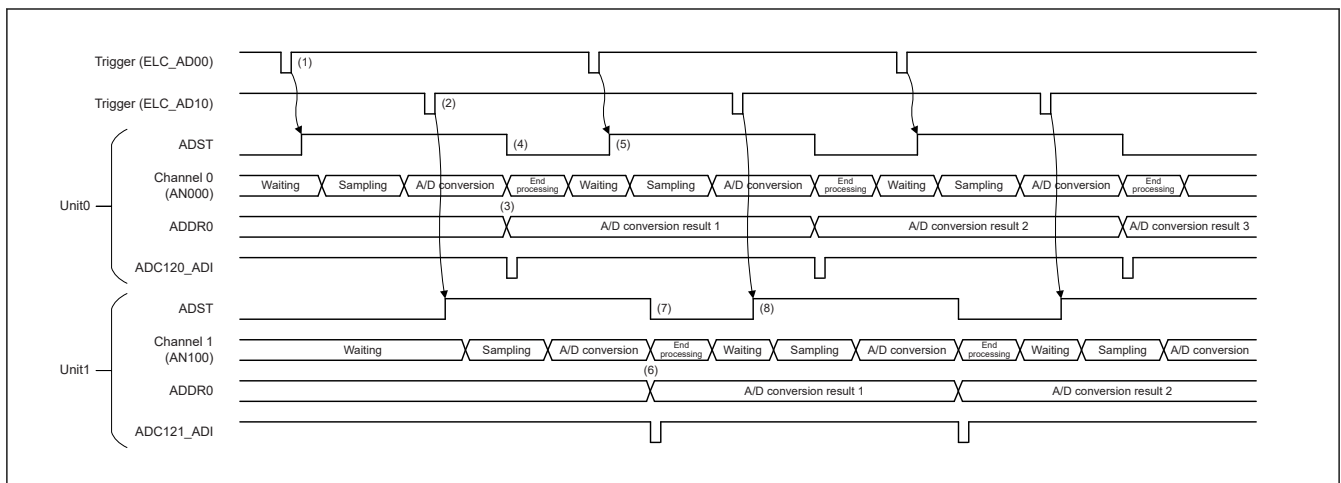 Trigger (ELC_AD00)
(1)
Trigger (ELC_AD10)
(2)
Unit0
ADST
(4)
(5)
Channel 0
(AN000)
Waiting
Sampling
A/D conversion
End
processing
Waiting
Sampling
A/D conversion
End
processing
Waiting
Sampling
A/D conversion
End
processing
(3)
ADDR0
A/D conversion result 1
A/D conversion result 2
A/D conversion result 3
ADC120_ADI
Unit1
ADST
(7)
(8)
Channel 1
(AN100)
Waiting
Sampling
A/D conversion
End
processing
Waiting
Sampling
A/D conversion
End
processing
Waiting
Sampling
A/D conversion
(6)
ADDR0
A/D conversion result 1
A/D conversion result 2
ADC121_ADI